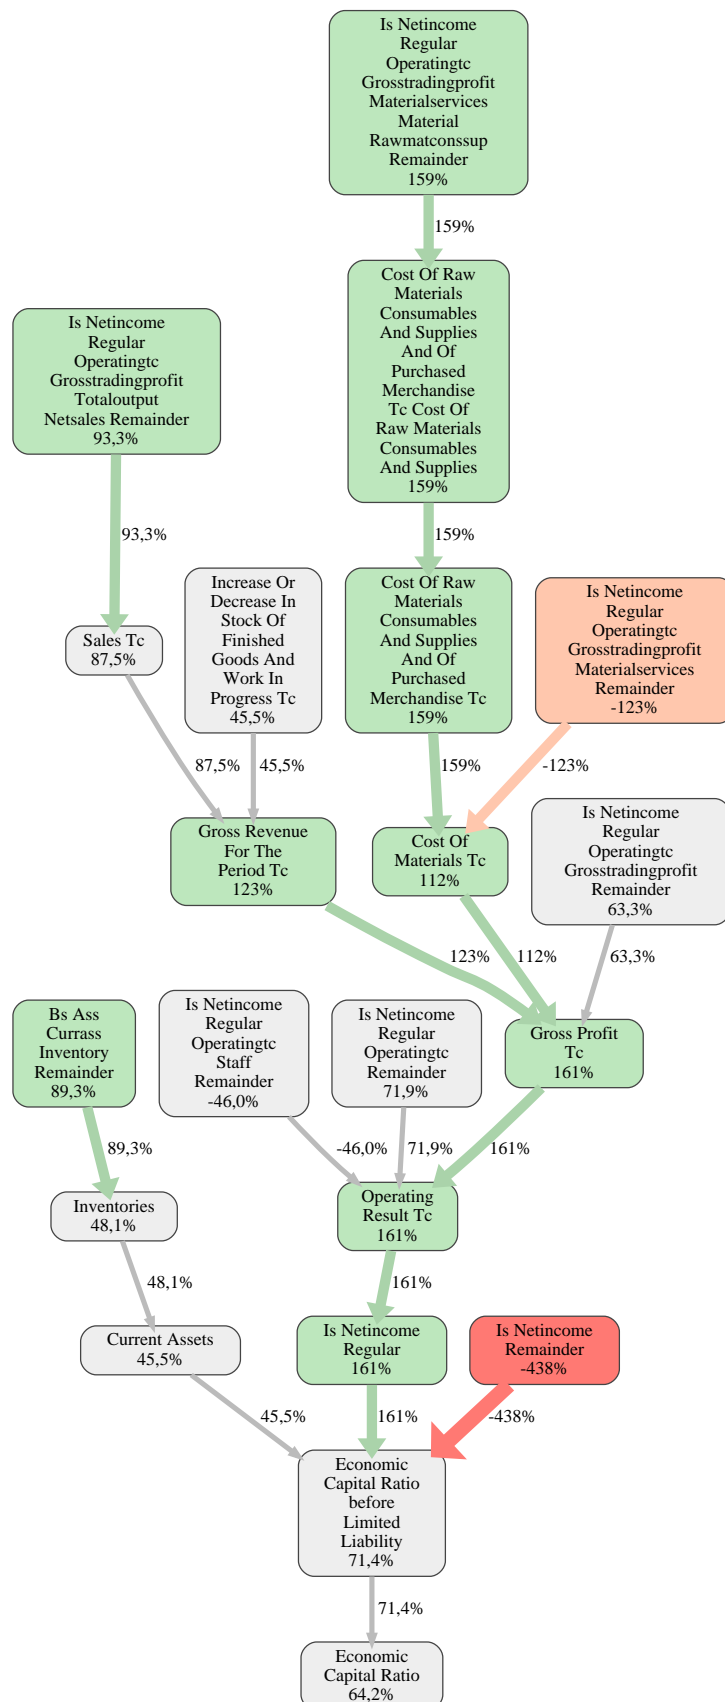 Is Netincome
Regular
Operatingtc
Grosstradingprofit
Materialservices
Material
Rawmatconssup
Remainder
159%
159%
Cost Of Raw
Materials
Consumables
And Supplies
And Of
Purchased
Merchandise
Tc Cost Of
Raw Materials
Consumables
And Supplies
159%
Is Netincome
Regular
Operatingtc
Grosstradingprofit
Totaloutput
Netsales Remainder
93,3%
93,3%
159%
Sales Tc
87,5%
Increase Or
Decrease In
Stock Of
Finished
Goods And
Work In
Progress Tc
45,5%
Cost Of Raw
Materials
Consumables
And Supplies
And Of
Purchased
Merchandise Tc
159%
Is Netincome
Regular
Operatingtc
Grosstradingprofit
Materialservices
Remainder
-123%
87,5%
45,5%
159%
-123%
Gross Revenue
For The
Period Tc
123%
Cost Of
Materials Tc
112%
Is Netincome
Regular
Operatingtc
Grosstradingprofit
Remainder
63,3%
123%
112%
63,3%
Bs Ass
Currass
Inventory
Remainder
89,3%
Is Netincome
Regular
Operatingtc
Staff
Remainder
-46,0%
Is Netincome
Regular
Operatingtc
Remainder
71,9%
Gross Profit
Tc
161%
89,3%
-46,0%
71,9%
161%
Inventories
48,1%
Operating
Result Tc
161%
48,1%
161%
Current Assets
45,5%
Is Netincome
Regular
161%
Is Netincome
Remainder
-438%
45,5%
161%
-438%
Economic
Capital Ratio
before
Limited
Liability
71,4%
71,4%
Economic
Capital Ratio
64,2%